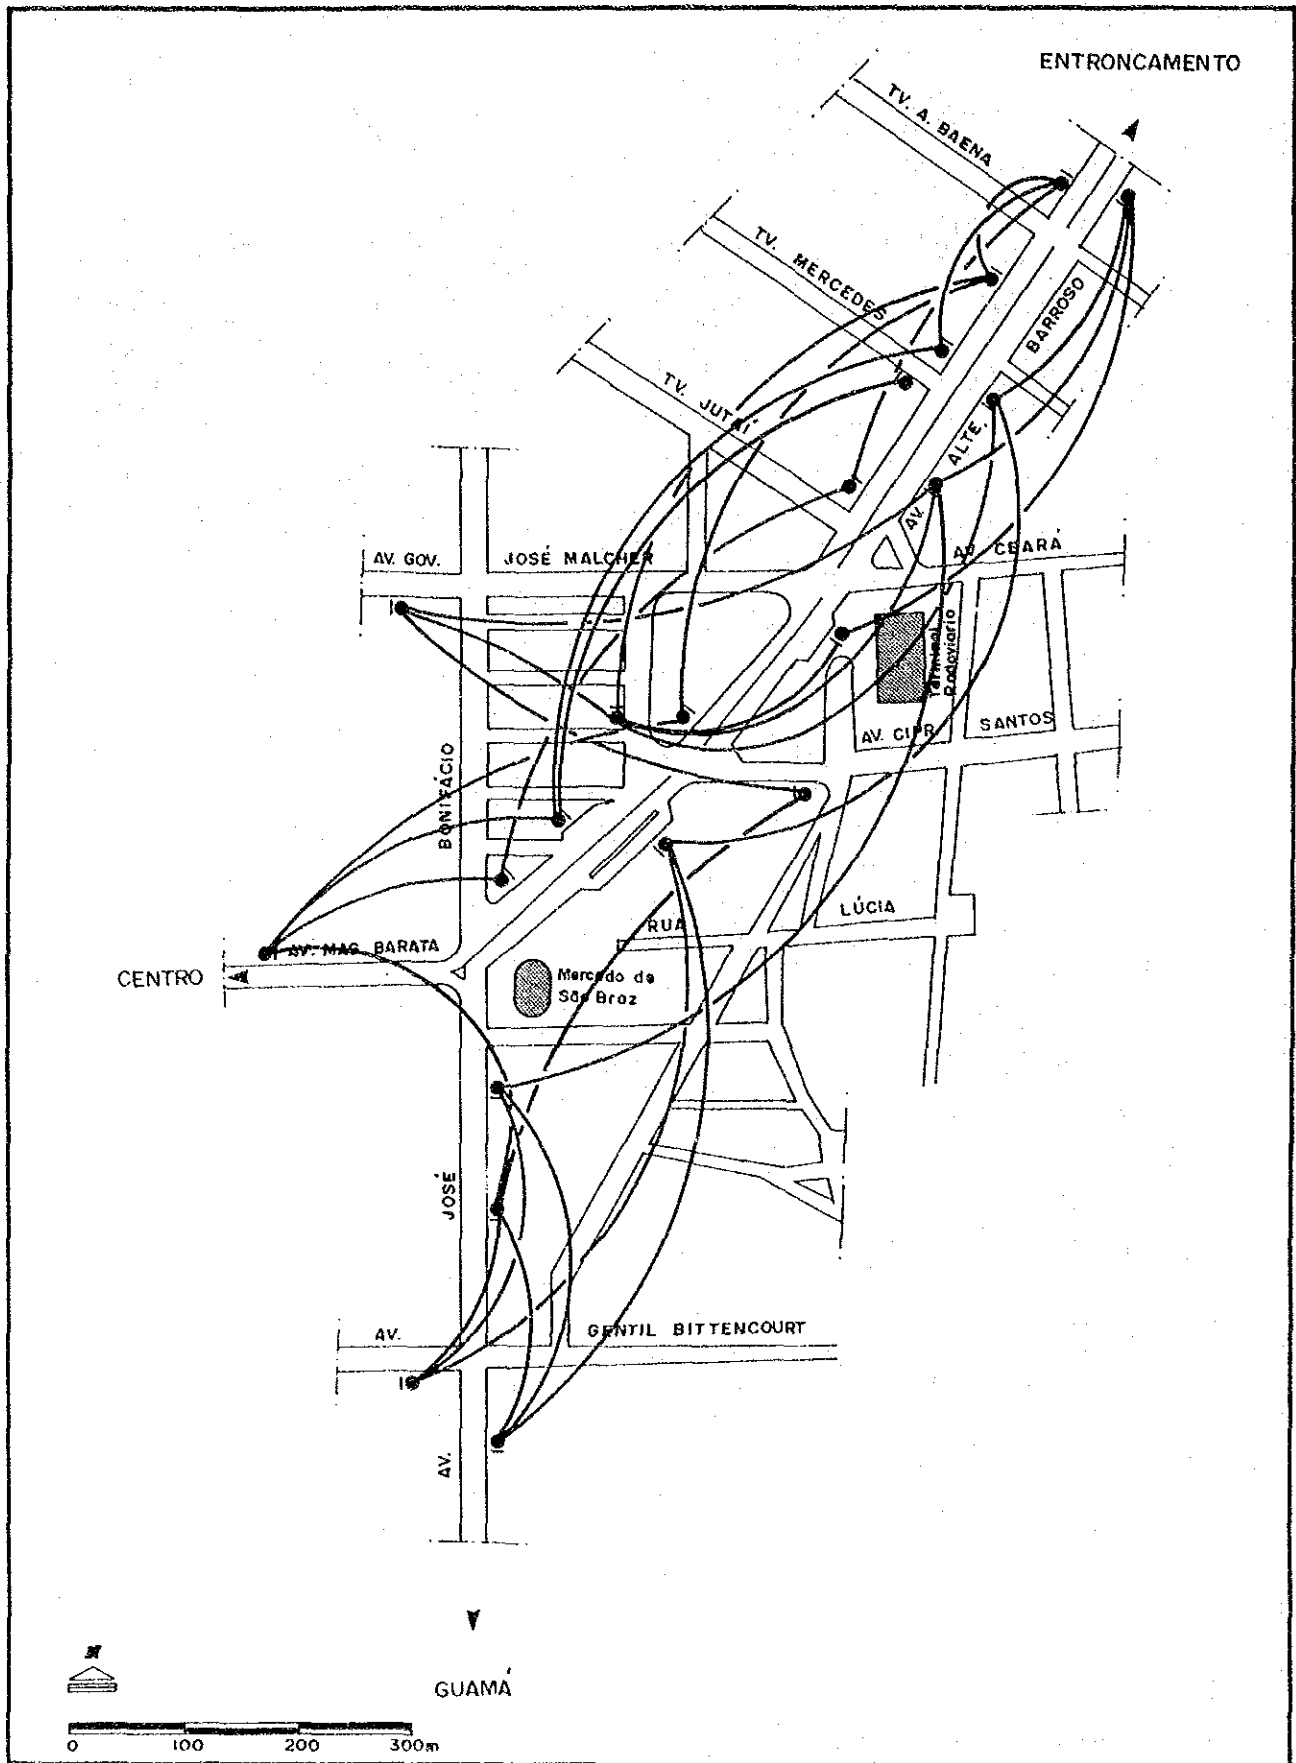 ENTRONCAMENTO
TV. A. BAENA
TV. MERCEDES
BARROSO
TV. JUTAÍ
ALTE.
AV.
AV. GOV. JOSÉ MALCHER
AV. CEARÁ
Terminal
Rodoviario
AV. CIPR. SANTOS
BONIFÁCIO
LÚCIA
RUA
AV. MAG. BARATA
CENTRO
Mercado de
São Braz
JOSÉ
AV. GENTIL BITTENCOURT
AV.
N
GUAMÁ
0 100 200 300m